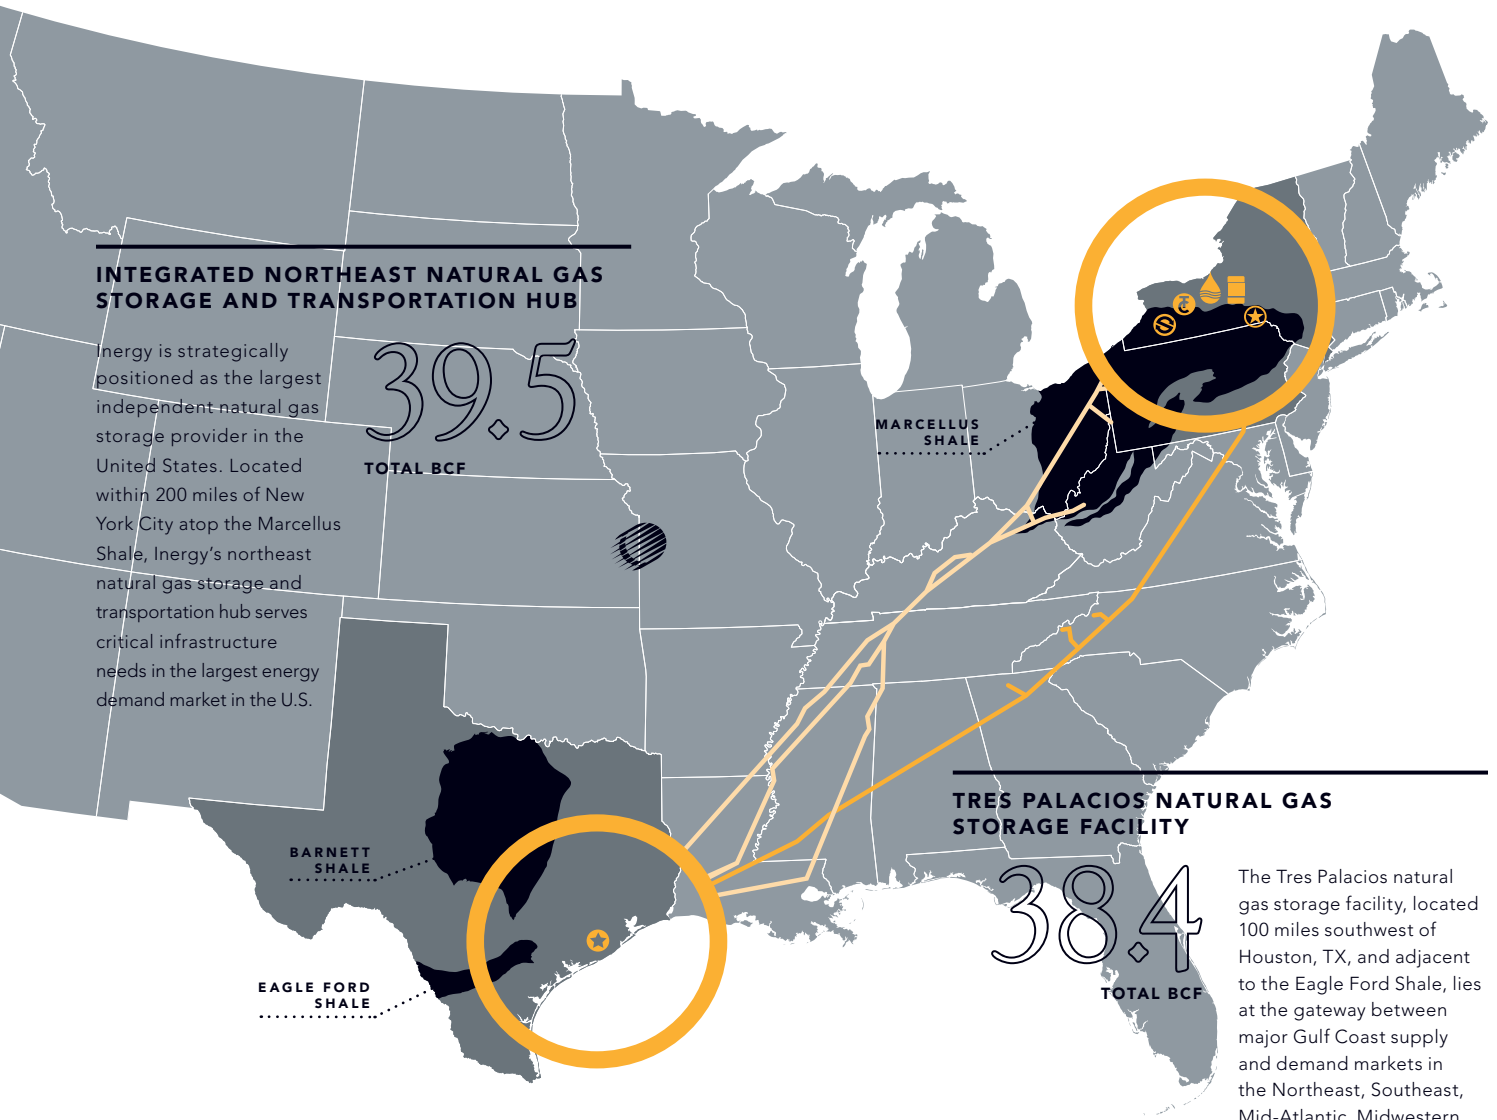 INTEGRATED NORTHEAST NATURAL GAS
STORAGE AND TRANSPORTATION HUB
Inergy is strategically
positioned as the largest
independent natural gas
storage provider in the
United States. Located
within 200 miles of New
York City atop the Marcellus
Shale, Inergy’s northeast
natural gas storage and
transportation hub serves
critical infrastructure
needs in the largest energy
demand market in the U.S.
39.5
TOTAL BCF
MARCELLUS
SHALE
BARNETT
SHALE
EAGLE FORD
SHALE
TRES PALACIOS NATURAL GAS
STORAGE FACILITY
38.4
TOTAL BCF
The Tres Palacios natural
gas storage facility, located
100 miles southwest of
Houston, TX, and adjacent
to the Eagle Ford Shale, lies
at the gateway between
major Gulf Coast supply
and demand markets in
the Northeast, Southeast,
Mid-Atlantic, Midwestern